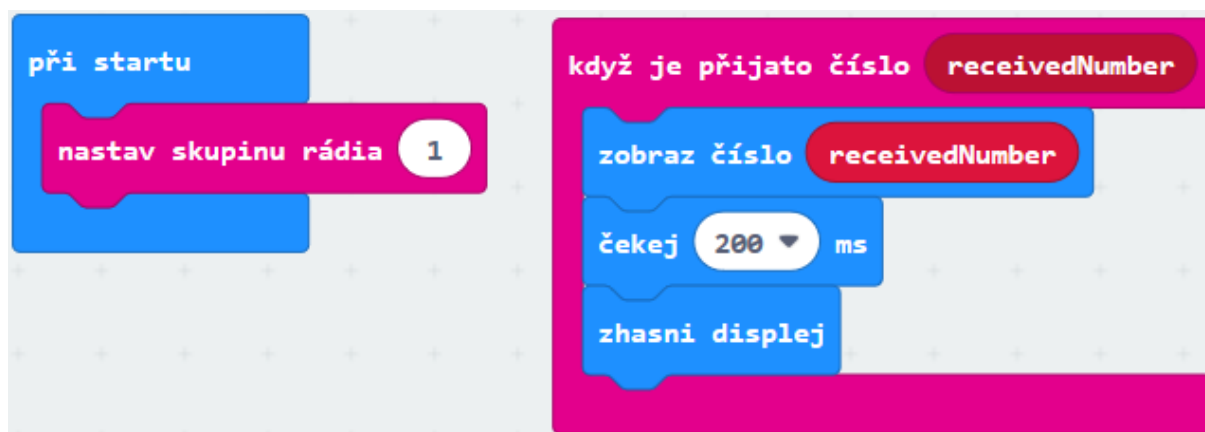 při startu
nastav skupinu rádia 1
když je přijato číslo receivedNumber
zobraz číslo receivedNumber
čekej 200 ms
zhasni displej